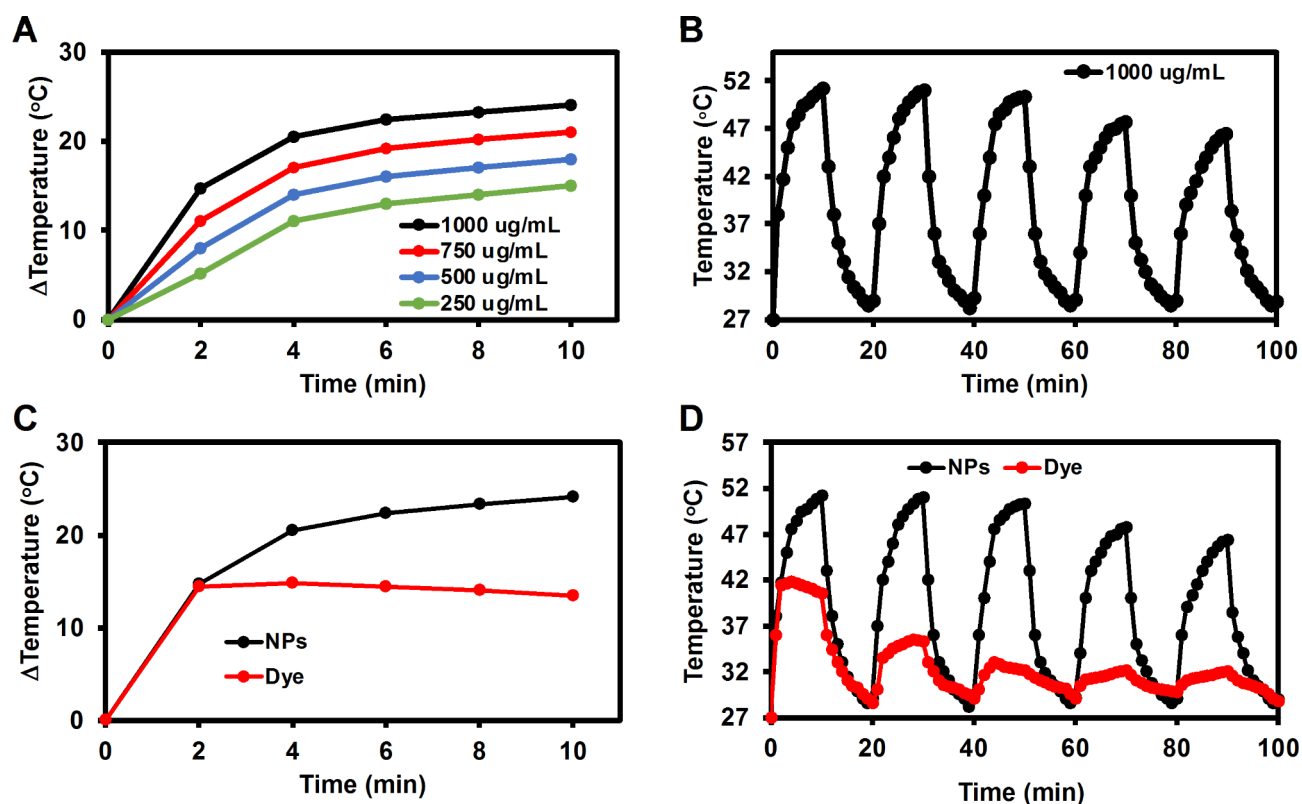 A
30
20
10
0
ΔTemperature (oC)
1000 ug/mL
750 ug/mL
500 ug/mL
250 ug/mL
0 2 4 6 8 10
Time (min)
B
52
47
42
37
32
27
Temperature (oC)
1000 ug/mL
0 20 40 60 80 100
Time (min)
C
30
20
10
0
ΔTemperature (oC)
NPs
Dye
0 2 4 6 8 10
Time (min)
D
57
52
47
42
37
32
27
Temperature (oC)
NPs Dye
0 20 40 60 80 100
Time (min)